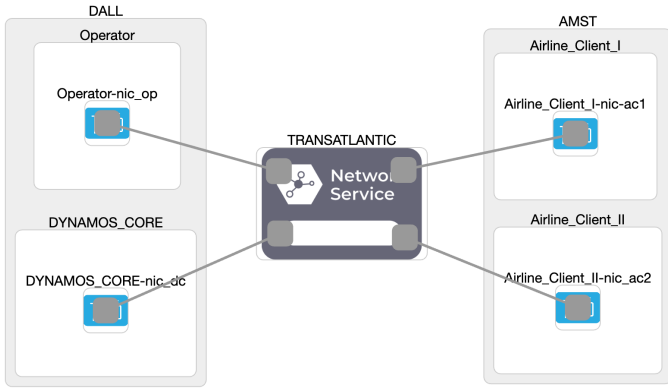 DALL
Operator
Operator-nic_op
DYNAMOS_CORE
DYNAMOS_CORE-nic_dc
TRANSATLANTIC
Network
Service
AMST
Airline_Client_I
Airline_Client_I-nic-ac1
Airline_Client_II
Airline_Client_II-nic_ac2